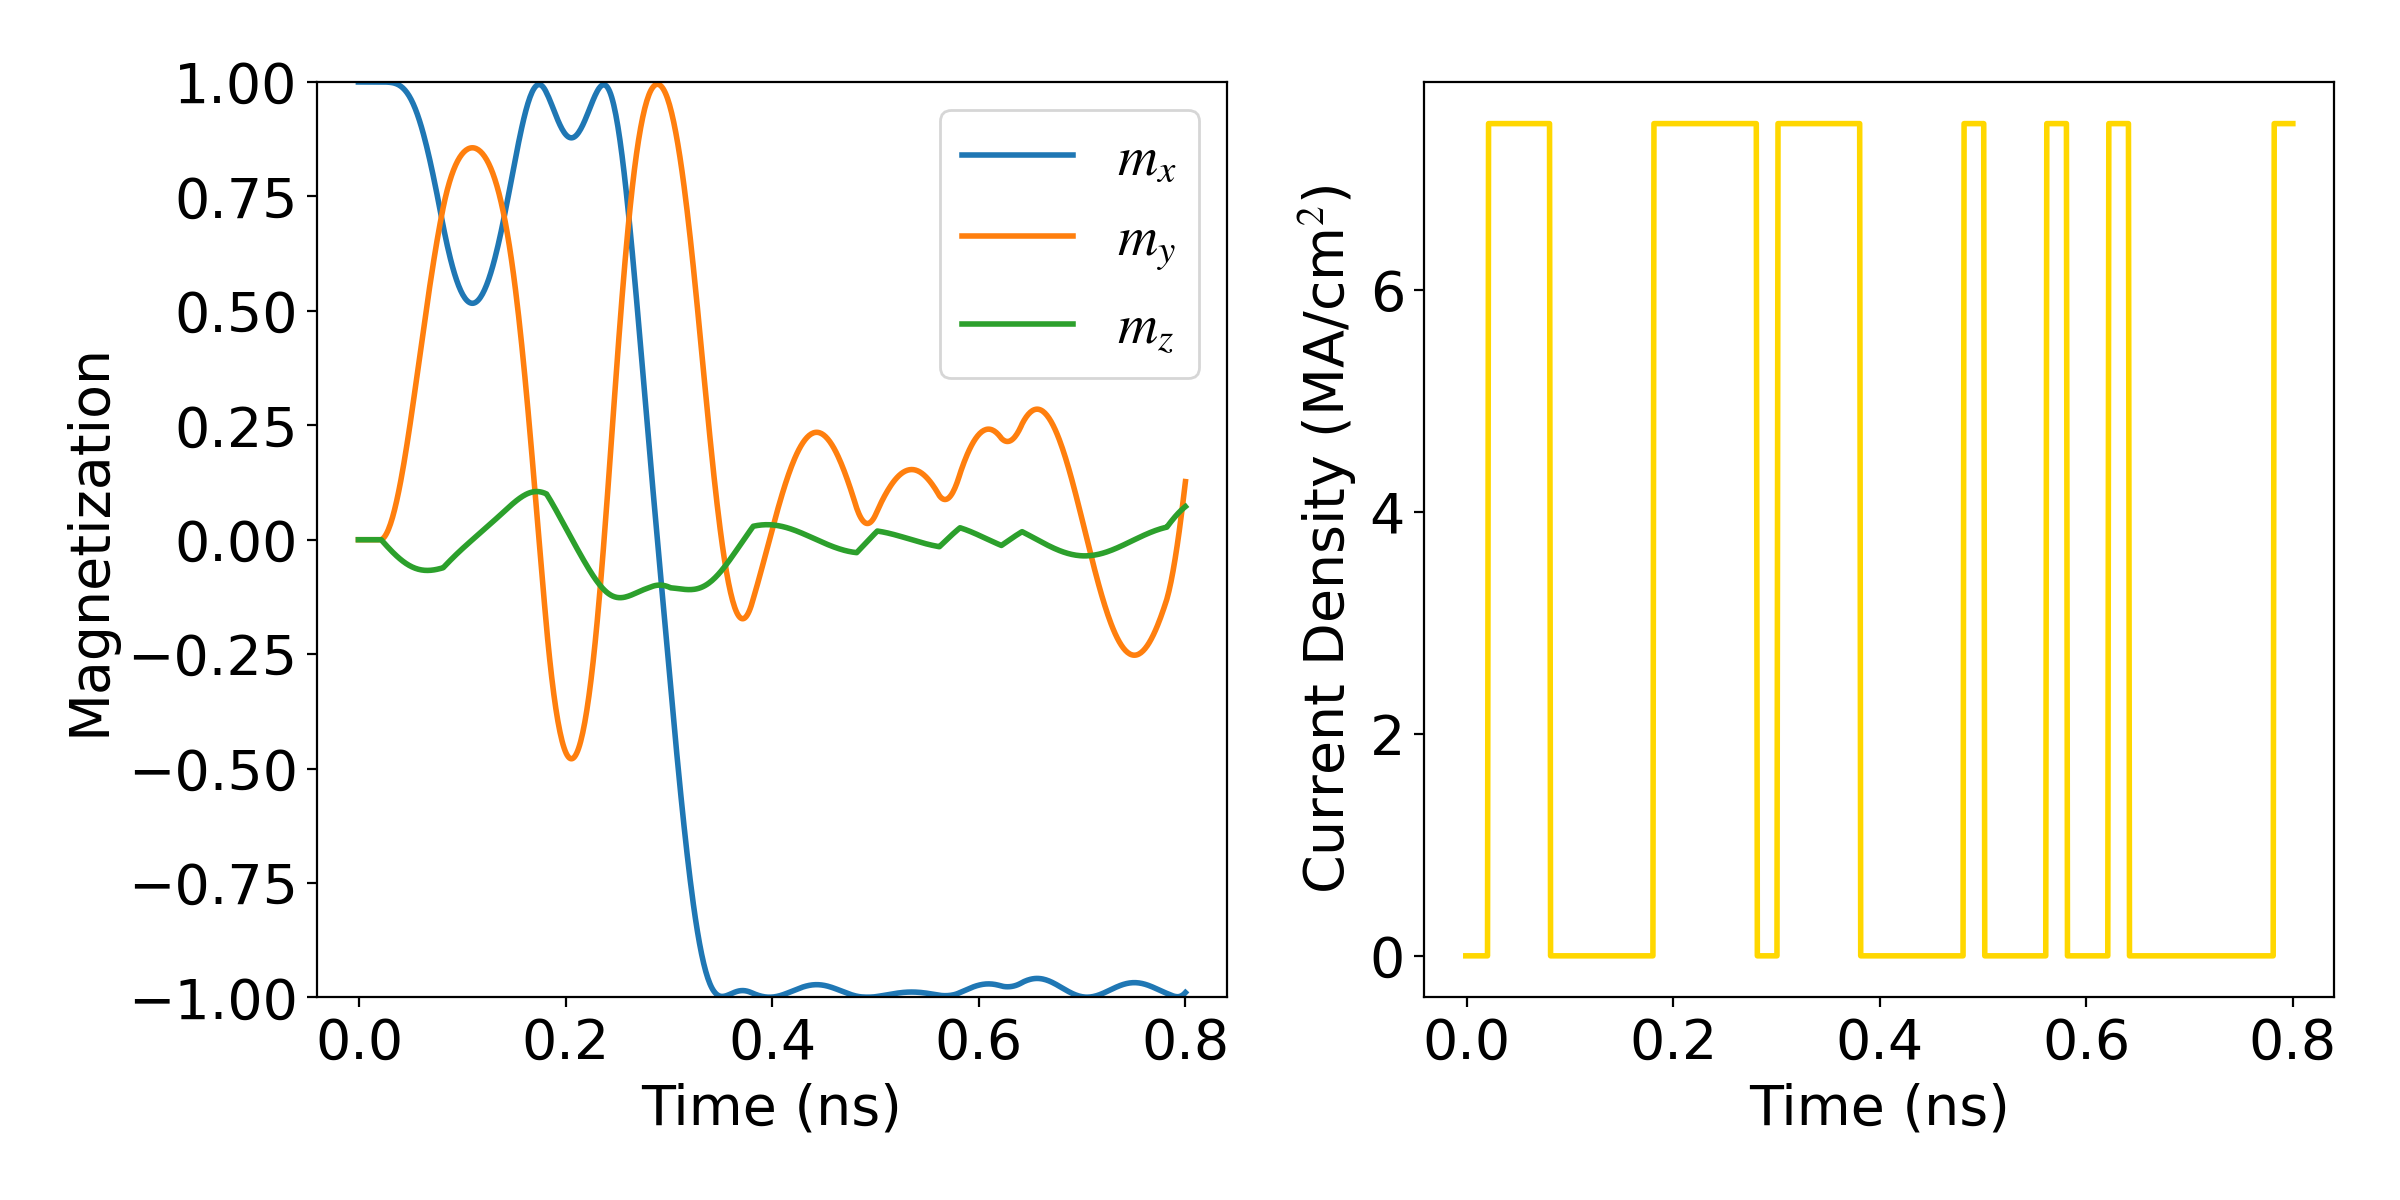 1.00
0.75
0.50
0.25
0.00
−0.25
−0.50
−0.75
−1.00
Magnetization
0.0 0.2 0.4 0.6 0.8
Time (ns)
m_x
m_y
m_z
6
4
2
0
Current Density (MA/cm²)
0.0 0.2 0.4 0.6 0.8
Time (ns)